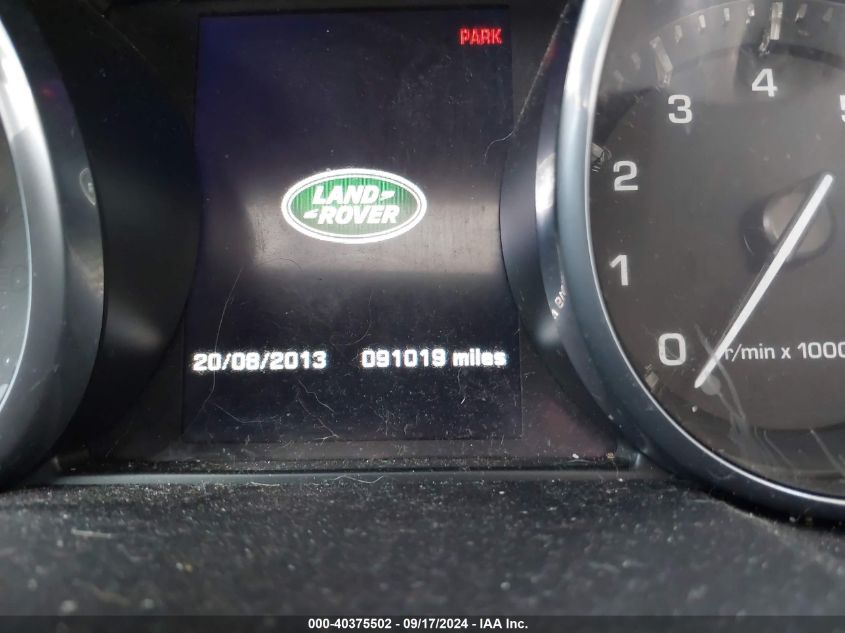 PARK
LAND
ROVER
20/08/2013 091019 miles
0
1
2
3
4
5
r/min x 1000
000-40375502 - 09/17/2024 - IAA Inc.